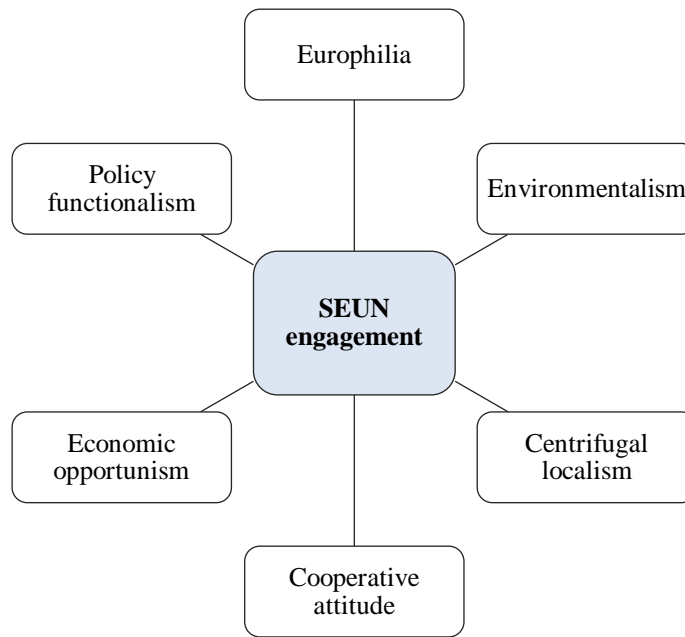 Europhilia
Policy
functionalism
Environmentalism
SEUN
engagement
Economic
opportunism
Centrifugal
localism
Cooperative
attitude